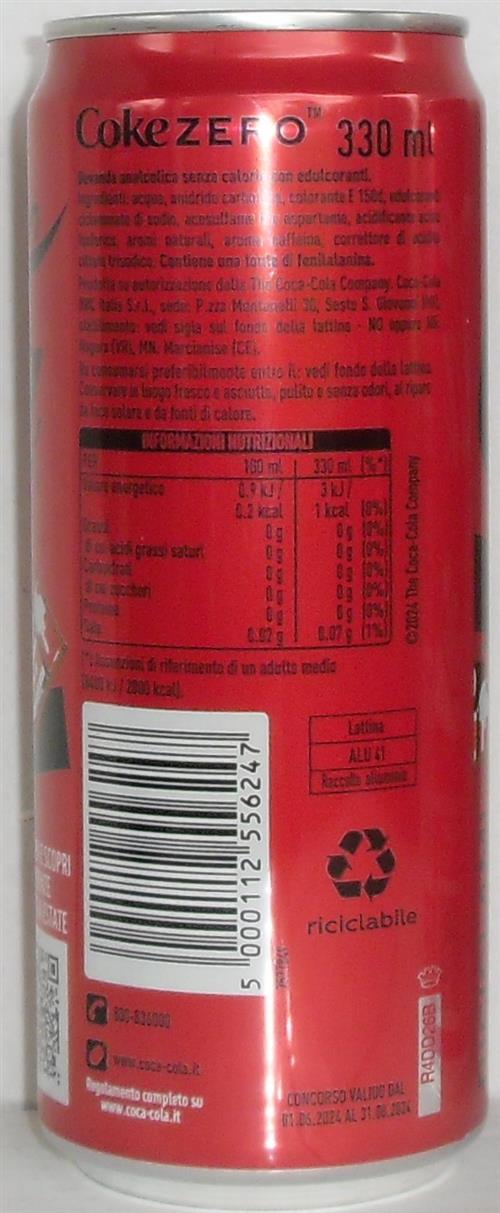 Coke ZERO™ 330 ml
Bevanda analcolica senza calorie con edulcoranti.
Ingredienti: acqua, anidride carbonica, colorante E 150d, edulcoranti
ciclammato di sodio, acesulfame aspartame, acidificante acido
aromi naturali, aroma caffeina, correttore di acidità
citrato trisodico. Contiene una fonte di fenilalanina.
Prodotta su autorizzazione della The Coca-Cola Company. Coca-Cola
HBC Italia S.r.l., sede: P.zza Montanelli 30, Sesto S. Giovanni (MI),
stabilimento: vedi sigla sul fondo della lattina - NO oppure
Nogara (VR), MN. Marcianise (CE).
Da consumarsi preferibilmente entro il: vedi fondo della lattina.
Conservare in luogo fresco e asciutto, pulito e senza odori, al riparo
da luce solare e da fonti di calore.
INFORMAZIONI NUTRIZIONALI
PER 100 ml 330 ml (%*)
Valore energetico 0.9 kJ / 3 kJ /
0.2 kcal 1 kcal (0%)
Grassi 0 g 0 g (0%)
di cui acidi grassi saturi 0 g 0 g (0%)
Carboidrati 0 g 0 g (0%)
di cui zuccheri 0 g 0 g (0%)
Proteine 0 g 0 g (0%)
Sale 0.02 g 0.07 g (1%)
(*) Assunzioni di riferimento di un adulto medio
(8400 kJ / 2000 kcal).
©2024 The Coca-Cola Company
5 000112 556247
Lattina
ALU 41
Raccolta alluminio
riciclabile
SCOPRI
800-836000
www.coca-cola.it
Regolamento completo su
www.coca-cola.it
CONCORSO VALIDO DAL
01.06.2024 AL 31.08.2024
R4DD26B